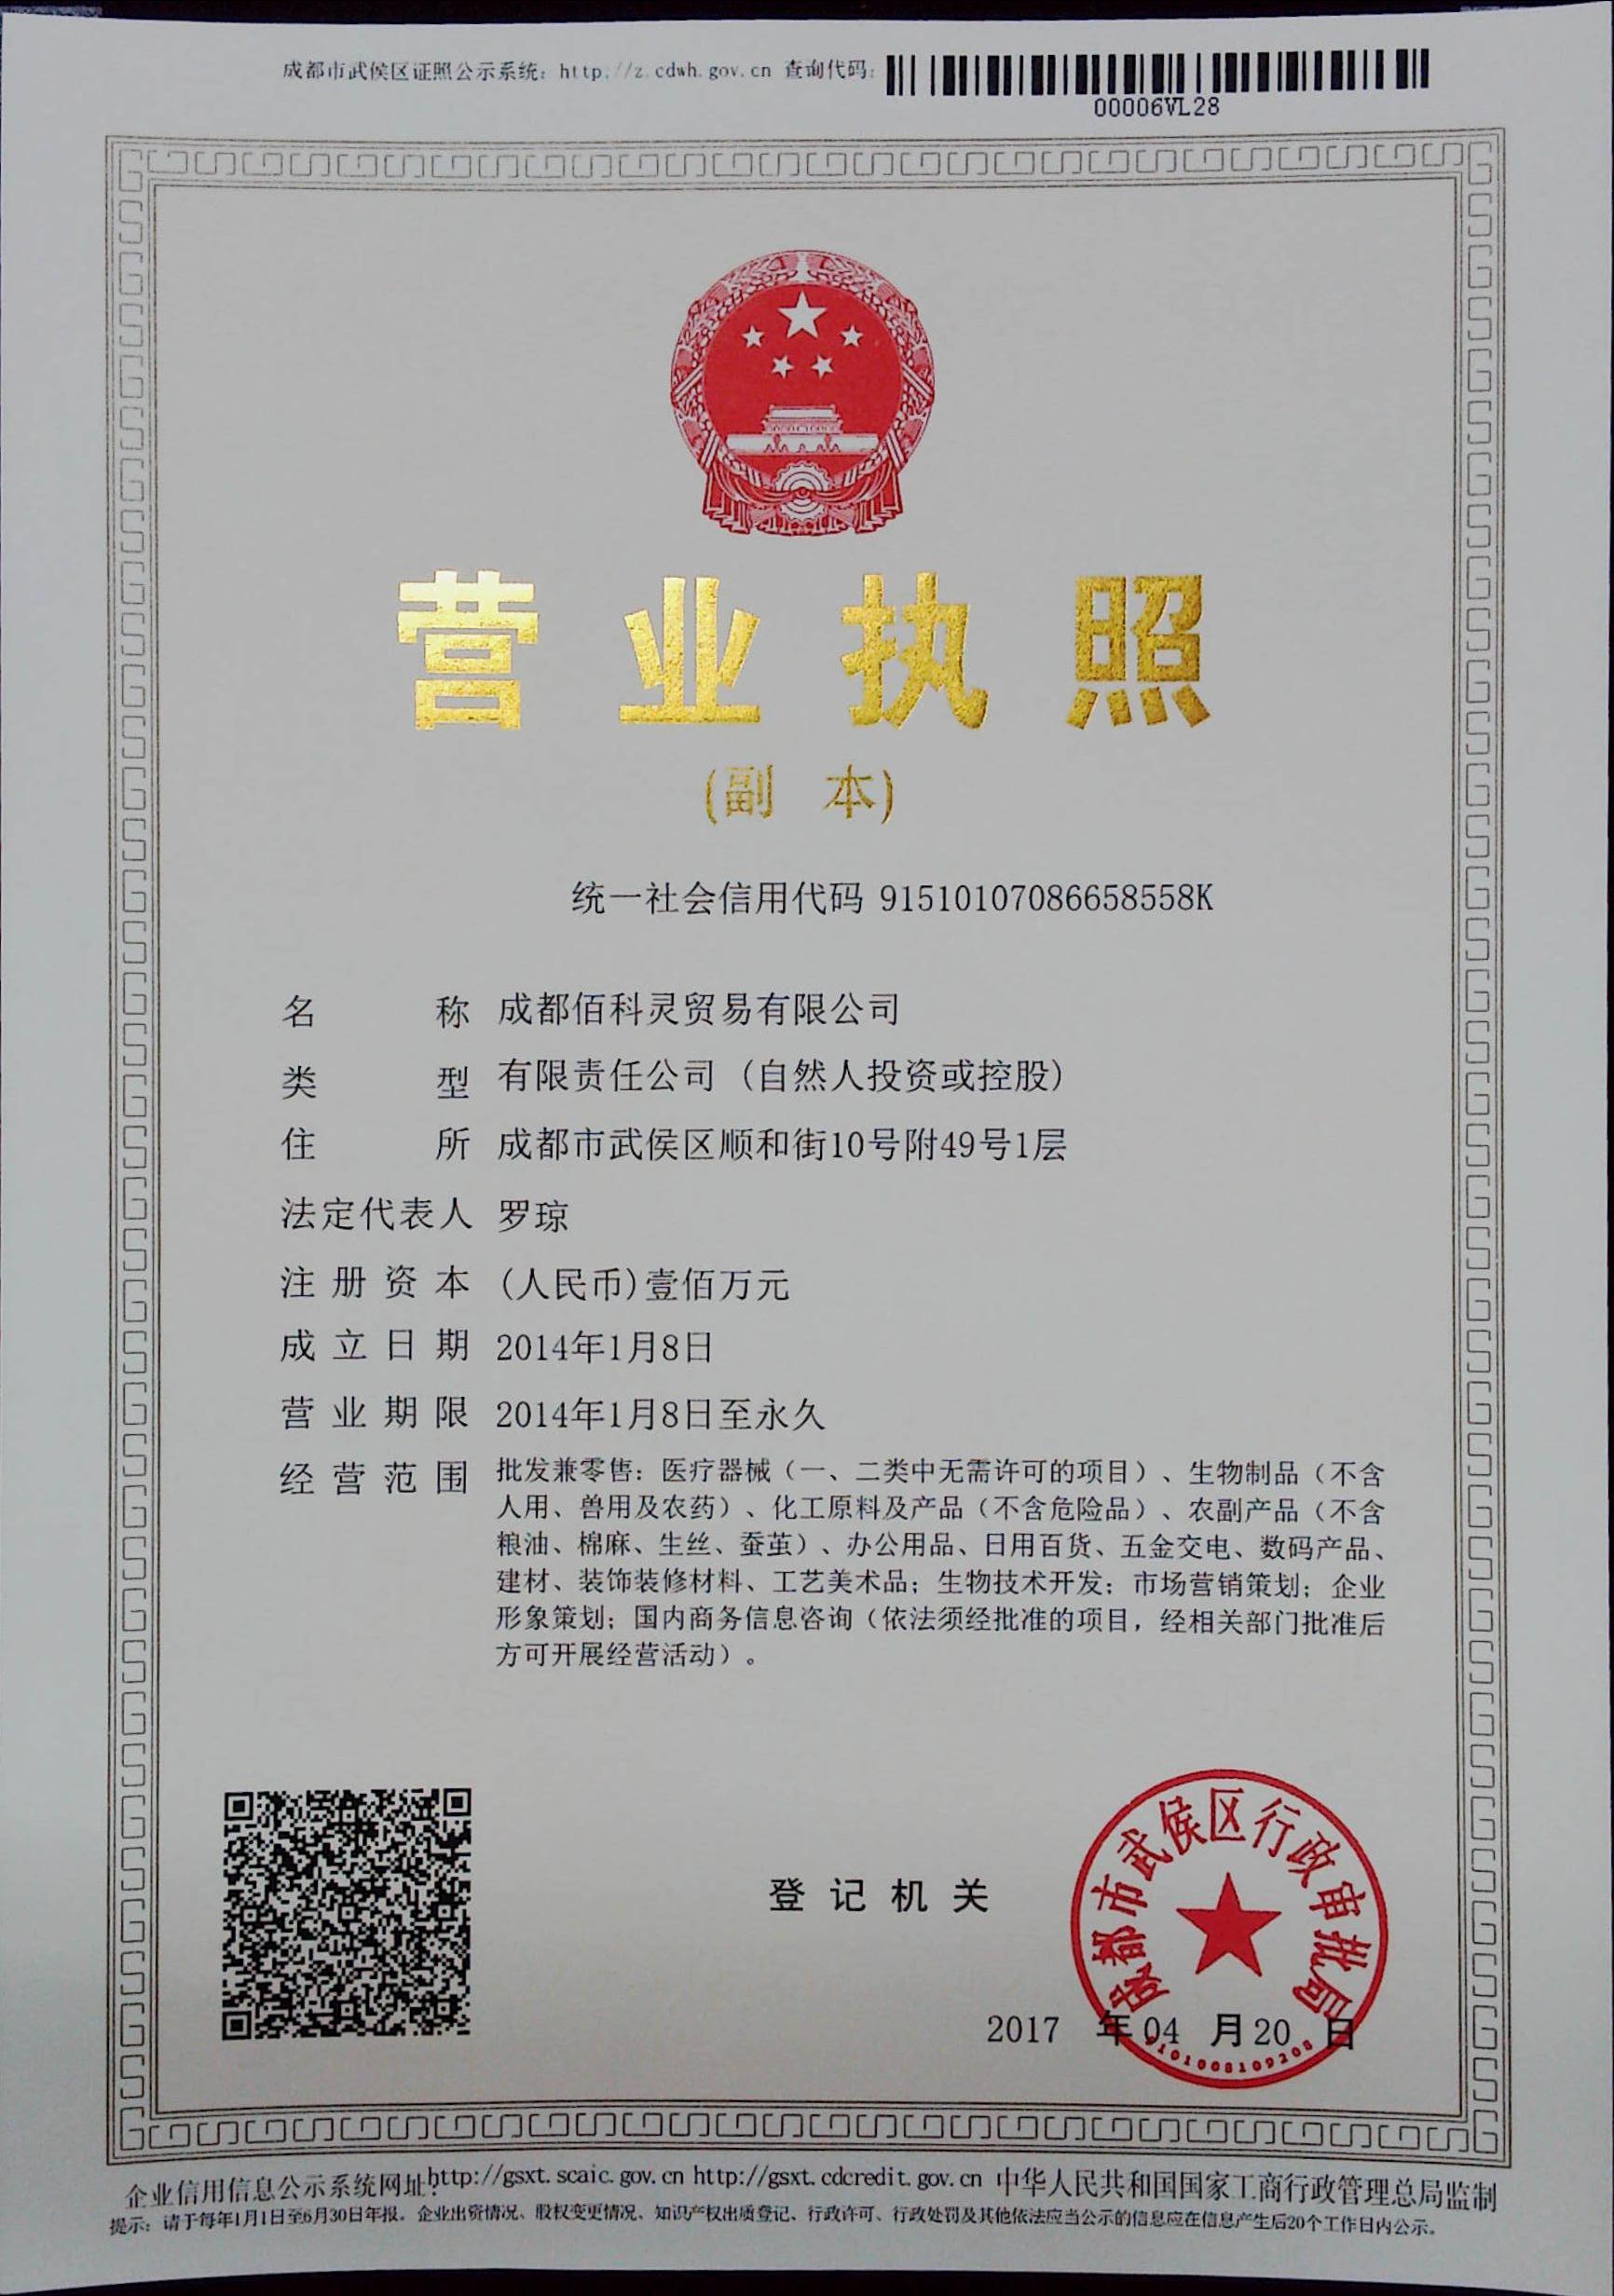 成都市武侯区证照公示系统：http://z.cdwh.gov.cn 查询代码：
00006VL28
营业执照
(副 本)
统一社会信用代码 91510107086658558K
名 称 成都佰科灵贸易有限公司
类 型 有限责任公司（自然人投资或控股）
住 所 成都市武侯区顺和街10号附49号1层
法定代表人 罗琼
注册资本 (人民币)壹佰万元
成立日期 2014年1月8日
营业期限 2014年1月8日至永久
经营范围 批发兼零售：医疗器械（一、二类中无需许可的项目）、生物制品（不含
人用、兽用及农药）、化工原料及产品（不含危险品）、农副产品（不含
粮油、棉麻、生丝、蚕茧）、办公用品、日用百货、五金交电、数码产品、
建材、装饰装修材料、工艺美术品；生物技术开发；市场营销策划；企业
形象策划；国内商务信息咨询（依法须经批准的项目，经相关部门批准后
方可开展经营活动）。
成都市武侯区行政审批局
登记机关
2017 年 04 月 20 日
5101008109208
企业信用信息公示系统网址：http://gsxt.scaic.gov.cn http://gsxt.cdcredit.gov.cn 中华人民共和国国家工商行政管理总局监制
提示：请于每年1月1日至6月30日年报。企业出资情况、股权变更情况、知识产权出质登记、行政许可、行政处罚及其他依法应当公示的信息应在信息产生后20个工作日内公示。